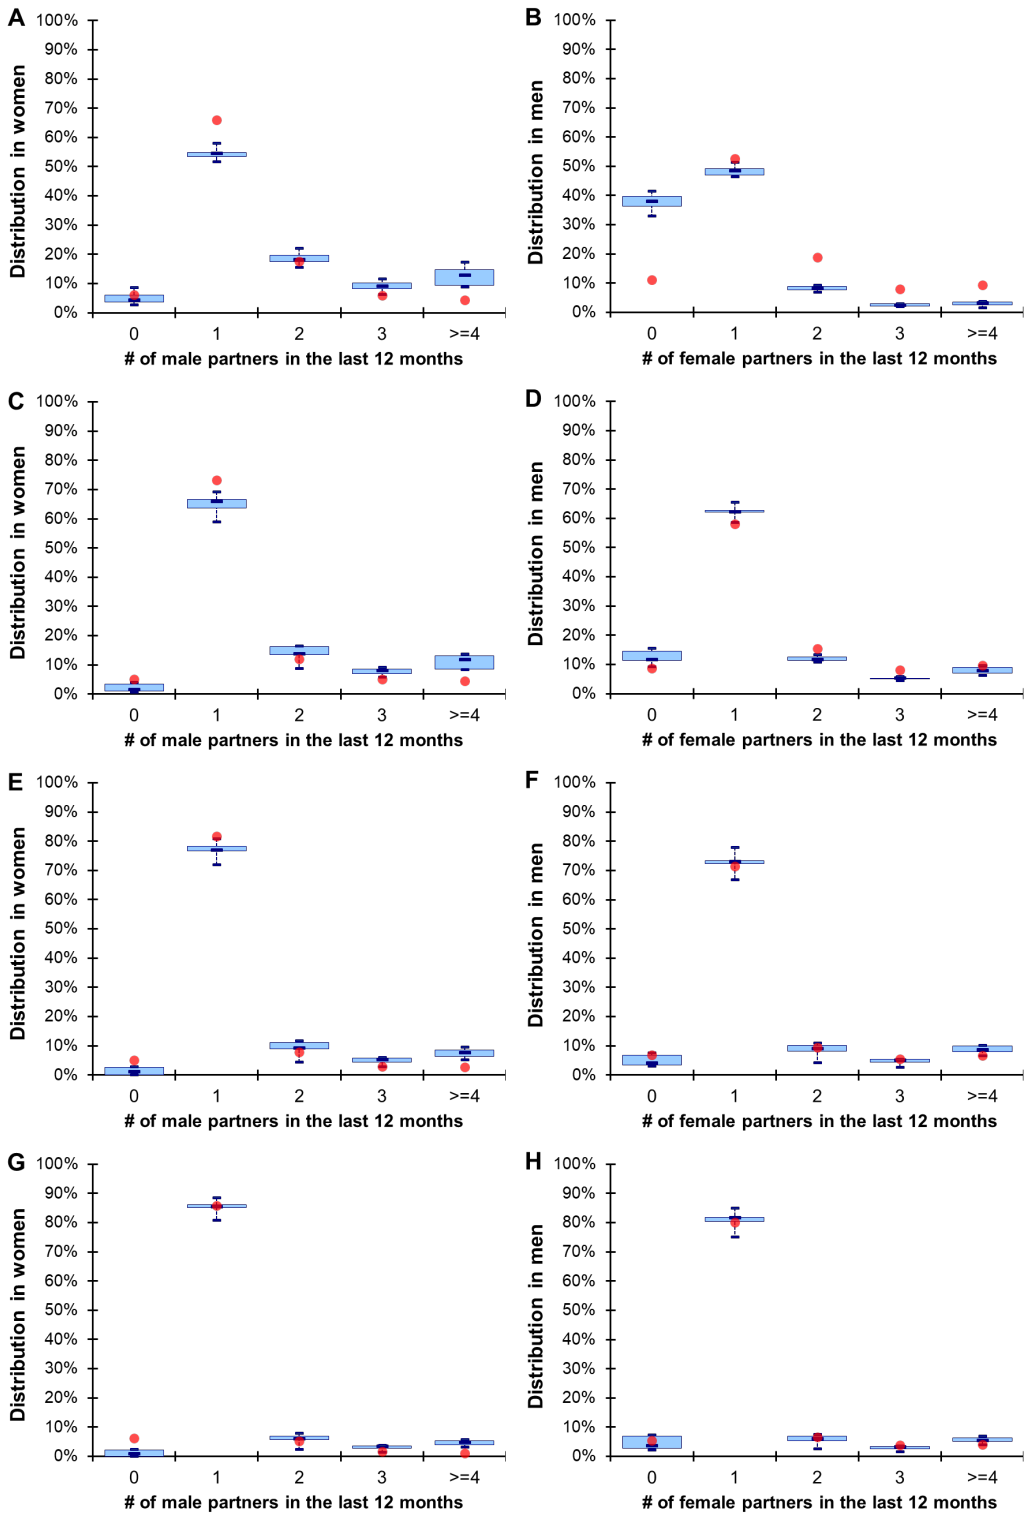 A
100%
90%
80%
70%
60%
50%
40%
30%
20%
10%
0%
Distribution in women
0 1 2 3 >=4
# of male partners in the last 12 months
B
100%
90%
80%
70%
60%
50%
40%
30%
20%
10%
0%
Distribution in men
0 1 2 3 >=4
# of female partners in the last 12 months
C
100%
90%
80%
70%
60%
50%
40%
30%
20%
10%
0%
Distribution in women
0 1 2 3 >=4
# of male partners in the last 12 months
D
100%
90%
80%
70%
60%
50%
40%
30%
20%
10%
0%
Distribution in men
0 1 2 3 >=4
# of female partners in the last 12 months
E
100%
90%
80%
70%
60%
50%
40%
30%
20%
10%
0%
Distribution in women
0 1 2 3 >=4
# of male partners in the last 12 months
F
100%
90%
80%
70%
60%
50%
40%
30%
20%
10%
0%
Distribution in men
0 1 2 3 >=4
# of female partners in the last 12 months
G
100%
90%
80%
70%
60%
50%
40%
30%
20%
10%
0%
Distribution in women
0 1 2 3 >=4
# of male partners in the last 12 months
H
100%
90%
80%
70%
60%
50%
40%
30%
20%
10%
0%
Distribution in men
0 1 2 3 >=4
# of female partners in the last 12 months